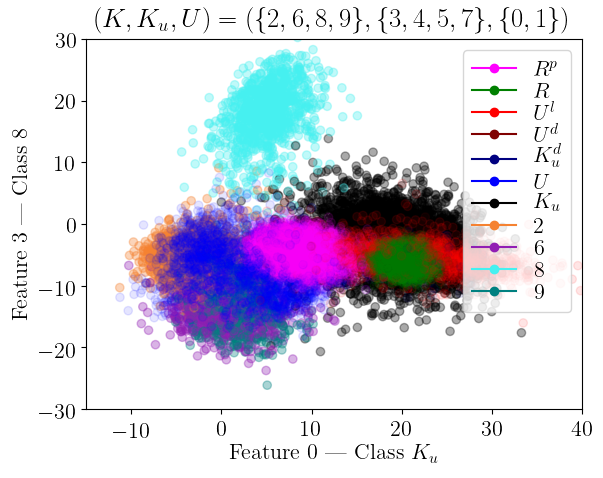 (K, K_u, U) = ({2, 6, 8, 9}, {3, 4, 5, 7}, {0, 1})
30
20
10
0
−10
−20
−30
Feature 3 — Class 8
R^p
R
U^l
U^d
K_u^d
U
K_u
2
6
8
9
−10
0
10
20
30
40
Feature 0 — Class K_u